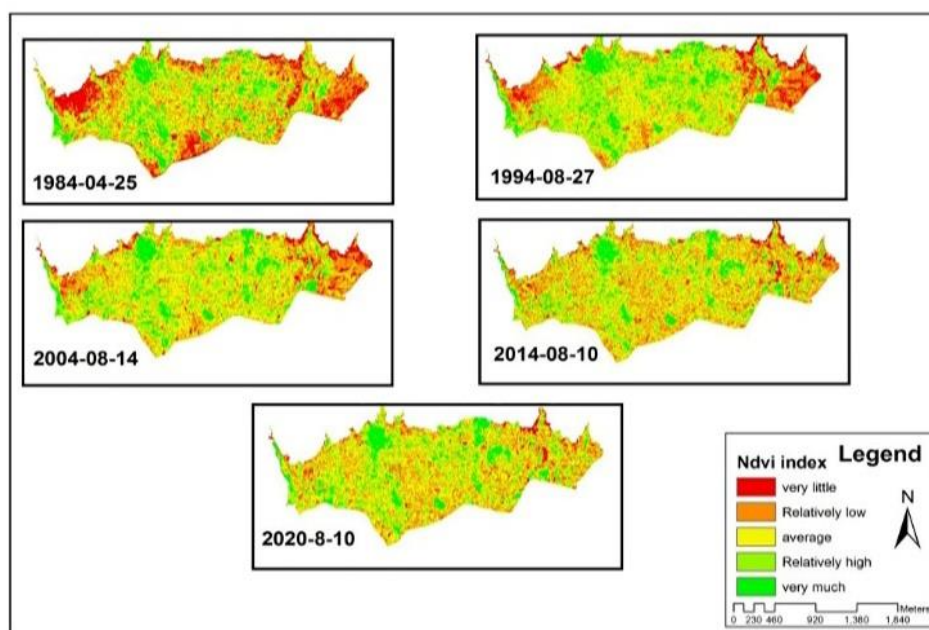 1984-04-25
1994-08-27
2004-08-14
2014-08-10
2020-8-10
Legend
Ndvi index
very little
Relatively low
average
Relatively high
very much
N
Meters
0 230 460 920 1,380 1,840